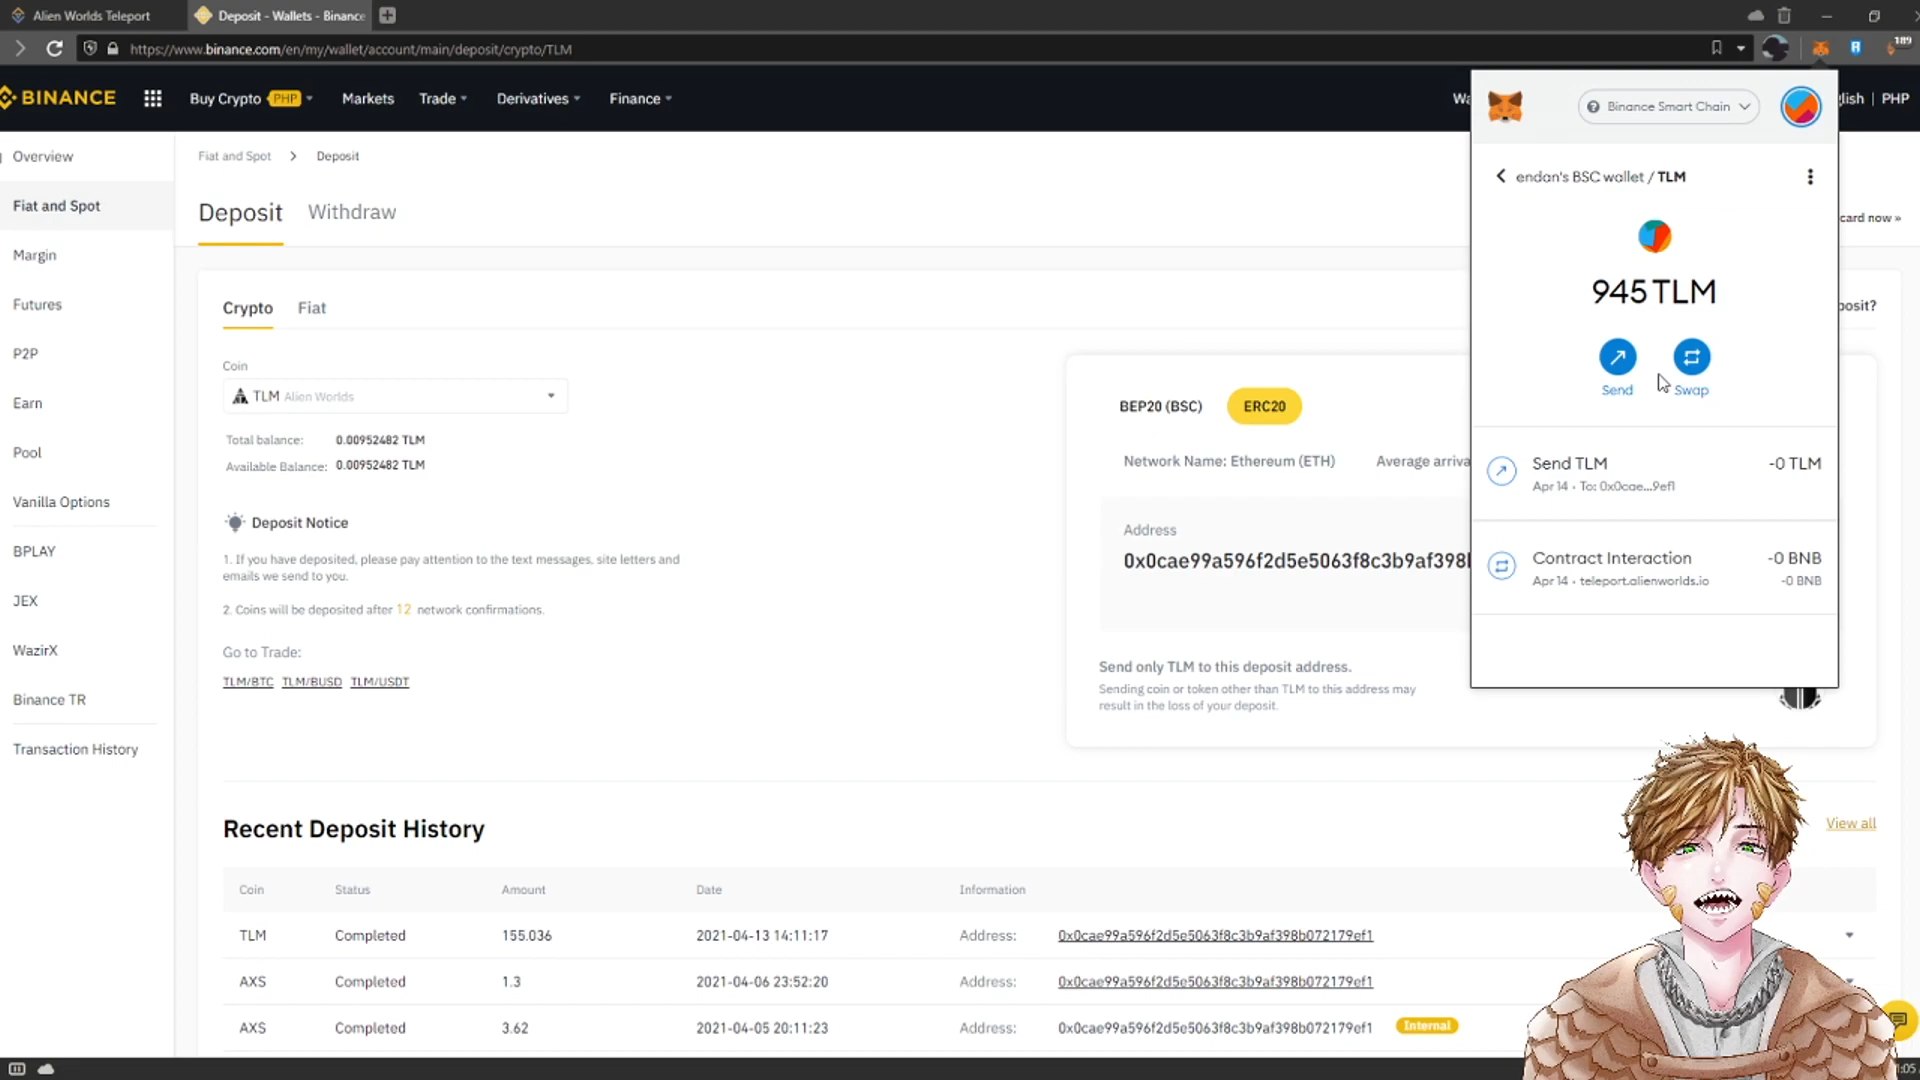 Alien Worlds Teleport
Deposit - Wallets - Binance
https://www.binance.com/en/my/wallet/account/main/deposit/crypto/TLM
189
BINANCE
Buy Crypto PHP
Markets
Trade
Derivatives
Finance
PHP
Overview
Fiat and Spot
Margin
Futures
P2P
Earn
Pool
Vanilla Options
BPLAY
JEX
WazirX
Binance TR
Transaction History
Fiat and Spot > Deposit
Deposit
Withdraw
card now »
Crypto
Fiat
Coin
TLM Alien Worlds
Total balance: 0.00952482 TLM
Available Balance: 0.00952482 TLM
Deposit Notice
1. If you have deposited, please pay attention to the text messages, site letters and
emails we send to you.
2. Coins will be deposited after 12 network confirmations.
Go to Trade:
TLM/BTC TLM/BUSD TLM/USDT
BEP20 (BSC)
ERC20
Network Name: Ethereum (ETH)
Average arriva
Address
0x0cae99a596f2d5e5063f8c3b9af398
Send only TLM to this deposit address.
Sending coin or token other than TLM to this address may
result in the loss of your deposit.
Binance Smart Chain
endan's BSC wallet / TLM
945 TLM
Send
Swap
Send TLM
-0 TLM
Apr 14 • To: 0x0cae...9ef1
Contract Interaction
-0 BNB
Apr 14 • teleport.alienworlds.io
-0 BNB
Recent Deposit History
View all
Coin Status Amount Date Information
TLM Completed 155.036 2021-04-13 14:11:17 Address: 0x0cae99a596f2d5e5063f8c3b9af398b072179ef1
AXS Completed 1.3 2021-04-06 23:52:20 Address: 0x0cae99a596f2d5e5063f8c3b9af398b072179ef1
AXS Completed 3.62 2021-04-05 20:11:23 Address: 0x0cae99a596f2d5e5063f8c3b9af398b072179ef1 Internal